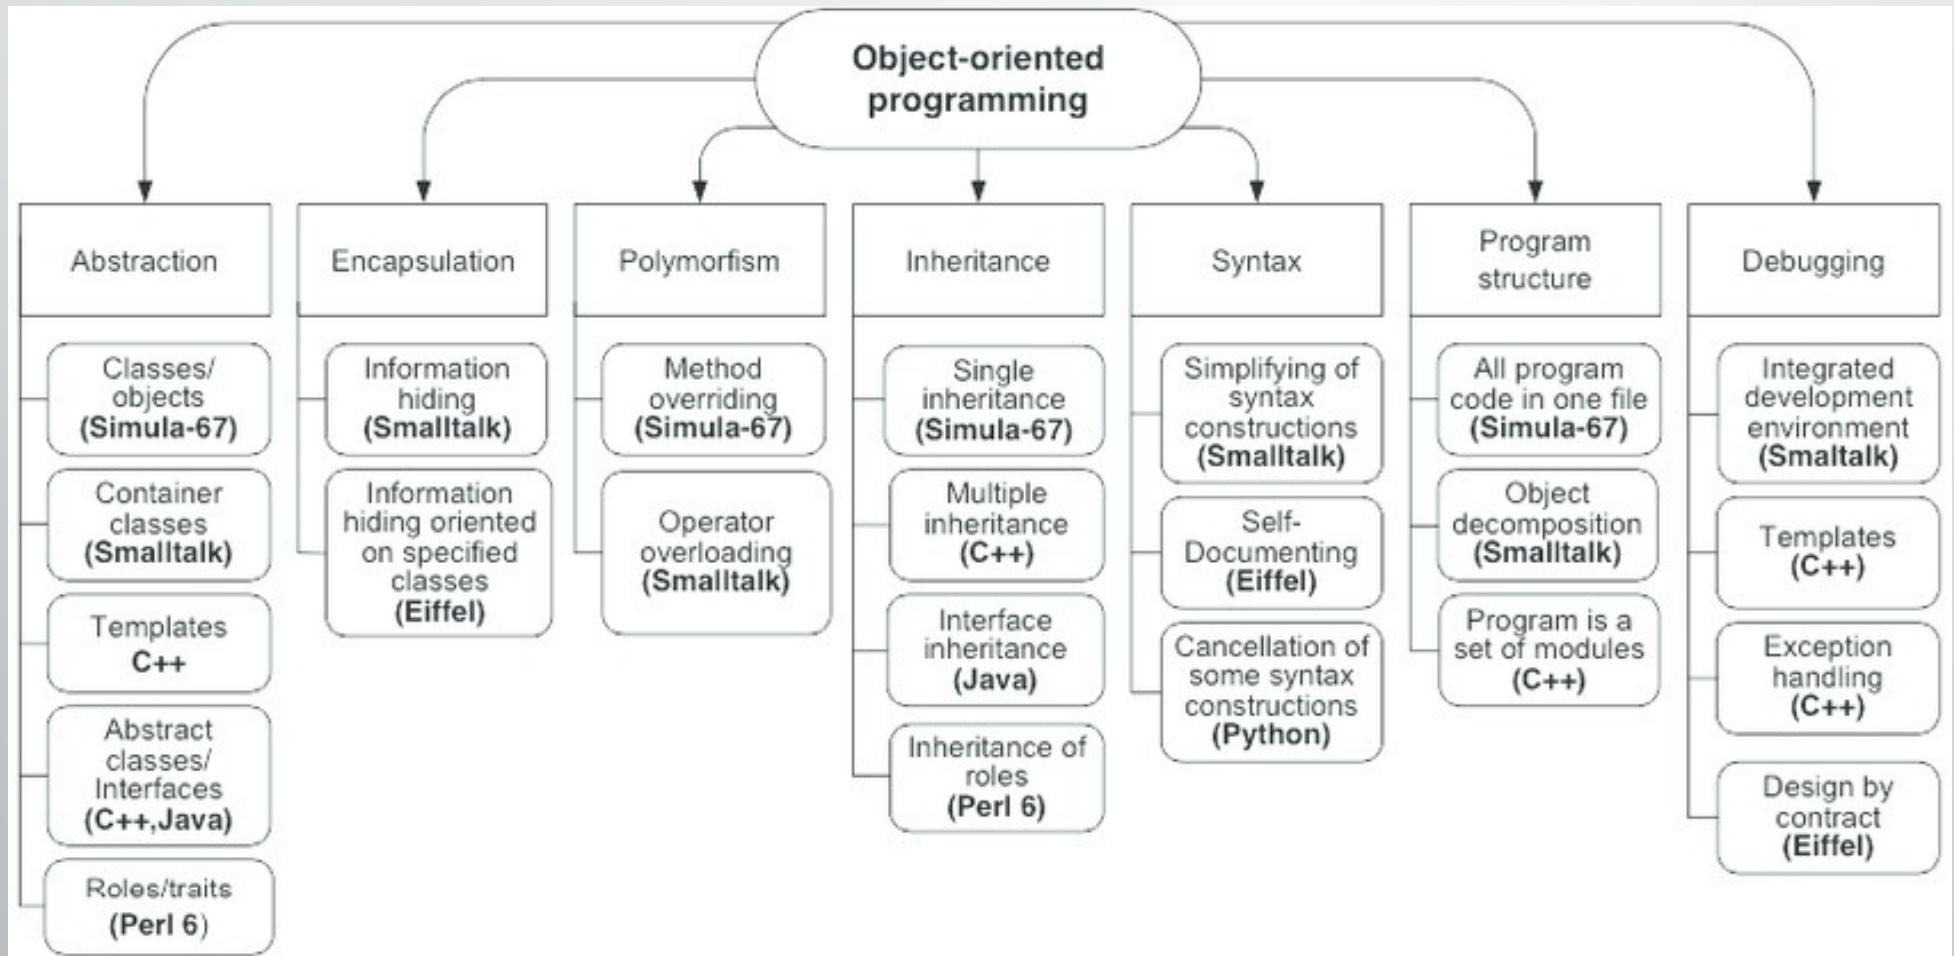 Object-oriented
programming
Abstraction
Classes/
objects
(Simula-67)
Container
classes
(Smalltalk)
Templates
C++
Abstract
classes/
Interfaces
(C++,Java)
Roles/traits
(Perl 6)
Encapsulation
Information
hiding
(Smalltalk)
Information
hiding oriented
on specified
classes
(Eiffel)
Polymorfism
Method
overriding
(Simula-67)
Operator
overloading
(Smalltalk)
Inheritance
Single
inheritance
(Simula-67)
Multiple
inheritance
(C++)
Interface
inheritance
(Java)
Inheritance of
roles
(Perl 6)
Syntax
Simplifying of
syntax
constructions
(Smalltalk)
Self-
Documenting
(Eiffel)
Cancellation of
some syntax
constructions
(Python)
Program
structure
All program
code in one file
(Simula-67)
Object
decomposition
(Smalltalk)
Program is a
set of modules
(C++)
Debugging
Integrated
development
environment
(Smaltalk)
Templates
(C++)
Exception
handling
(C++)
Design by
contract
(Eiffel)